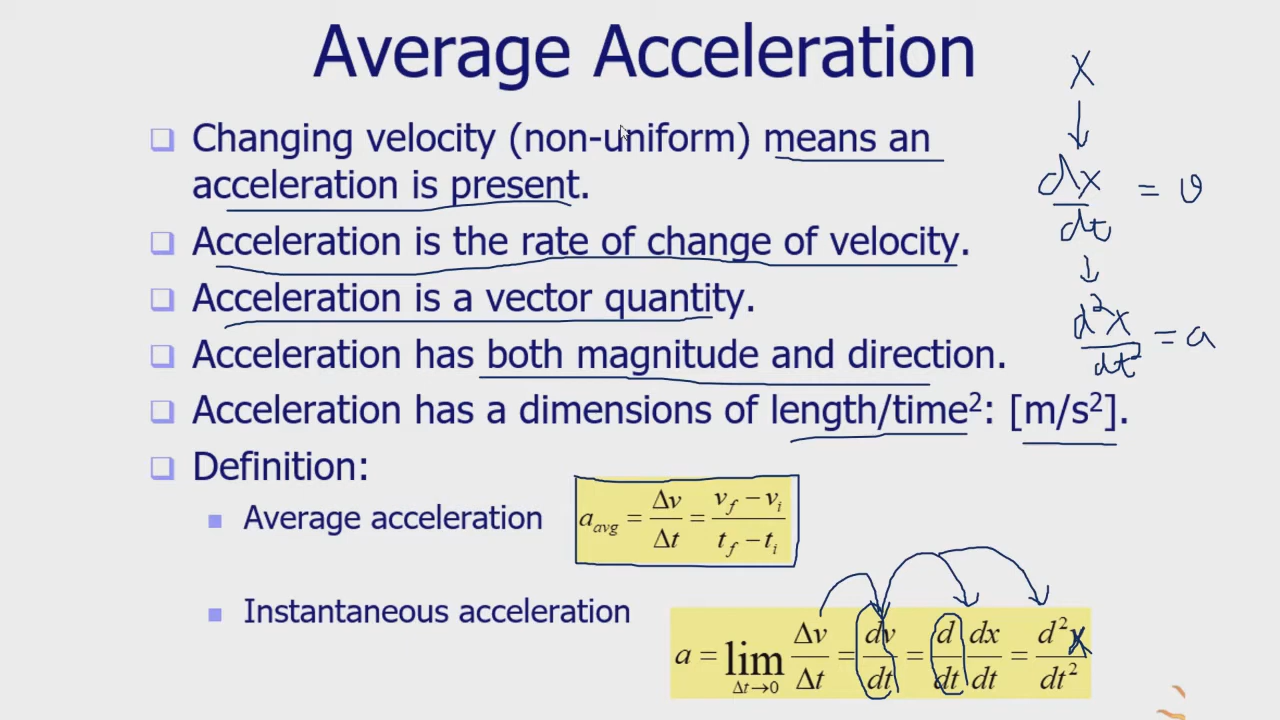 Average Acceleration
Changing velocity (non-uniform) means an
acceleration is present.
Acceleration is the rate of change of velocity.
Acceleration is a vector quantity.
Acceleration has both magnitude and direction.
Acceleration has a dimensions of length/time²: [m/s²].
Definition:
Average acceleration a_avg = Δv/Δt = (v_f − v_i)/(t_f − t_i)
Instantaneous acceleration
a = lim_{Δt→0} Δv/Δt = dv/dt = d/dt dx/dt = d²x/dt²
x
↓
dx/dt = v
↓
d²x/dt² = a